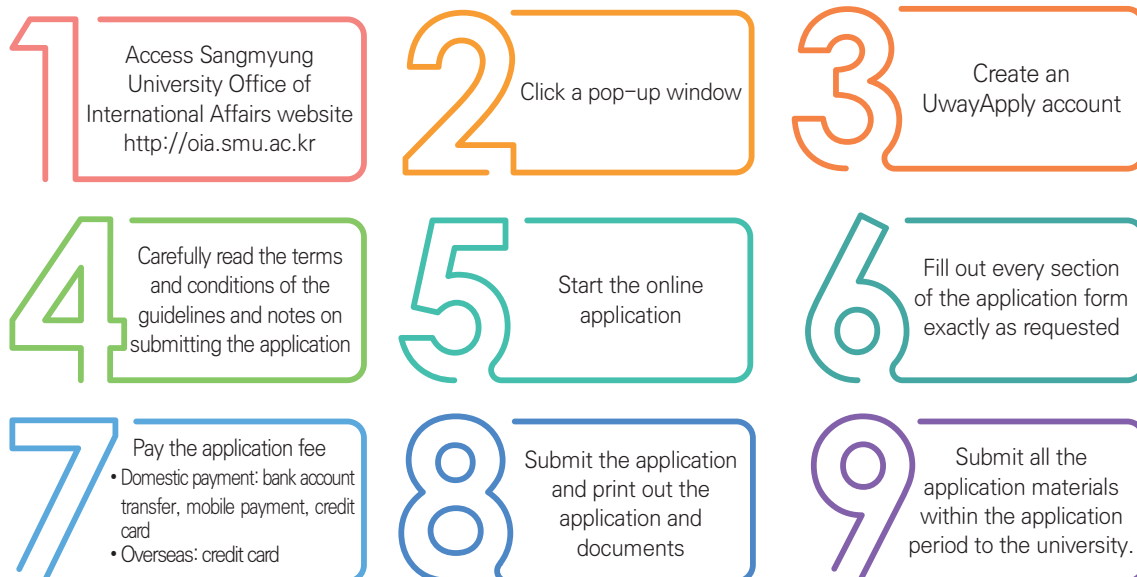 1
Access Sangmyung
University Office of
International Affairs website
http://oia.smu.ac.kr
2
Click a pop-up window
3
Create an
UwayApply account
4
Carefully read the terms
and conditions of the
guidelines and notes on
submitting the application
5
Start the online
application
6
Fill out every section
of the application form
exactly as requested
7
Pay the application fee
• Domestic payment: bank account
transfer, mobile payment, credit
card
• Overseas: credit card
8
Submit the application
and print out the
application and
documents
9
Submit all the
application materials
within the application
period to the university.